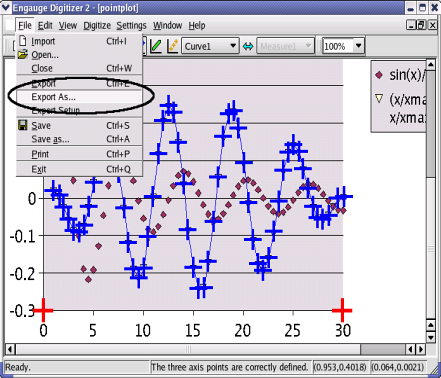 Engauge Digitizer 2 - [pointplot]
File Edit View Digitize Settings Window Help
Import Ctrl+I
Open...
Close Ctrl+W
Export Ctrl+E
Export As...
Export Setup
Save Ctrl+S
Save as... Ctrl+A
Print Ctrl+P
Exit Ctrl+Q
Curve1
Measure1
100%
sin(x)/
(x/xma
x/xmax
0
-0.1
-0.2
-0.3
0 5 10 15 20 25 30
Ready. The three axis points are correctly defined. (0.953,0.4018) (0.064,0.0021)